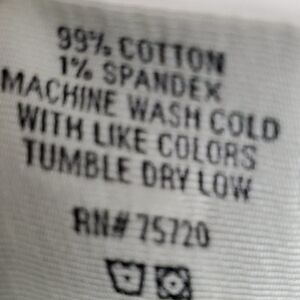 99% COTTON
1% SPANDEX
MACHINE WASH COLD
WITH LIKE COLORS
TUMBLE DRY LOW
RN# 75720